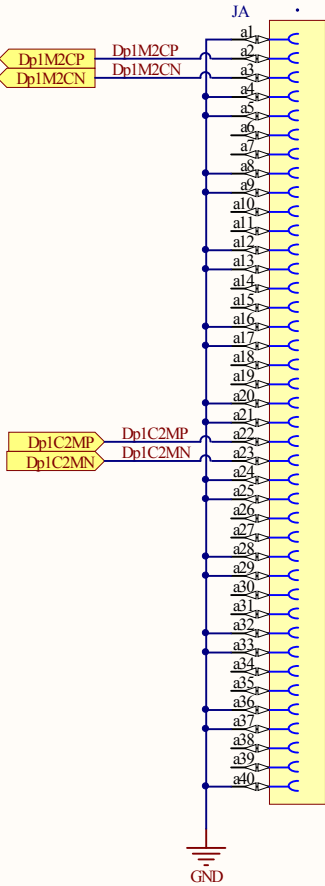 JA
a1
Dp1M2CP Dp1M2CP a2
Dp1M2CN Dp1M2CN a3
a4
a5
a6
a7
a8
a9
a10
a11
a12
a13
a14
a15
a16
a17
a18
a19
a20
a21
Dp1C2MP Dp1C2MP a22
Dp1C2MN Dp1C2MN a23
a24
a25
a26
a27
a28
a29
a30
a31
a32
a33
a34
a35
a36
a37
a38
a39
a40
GND